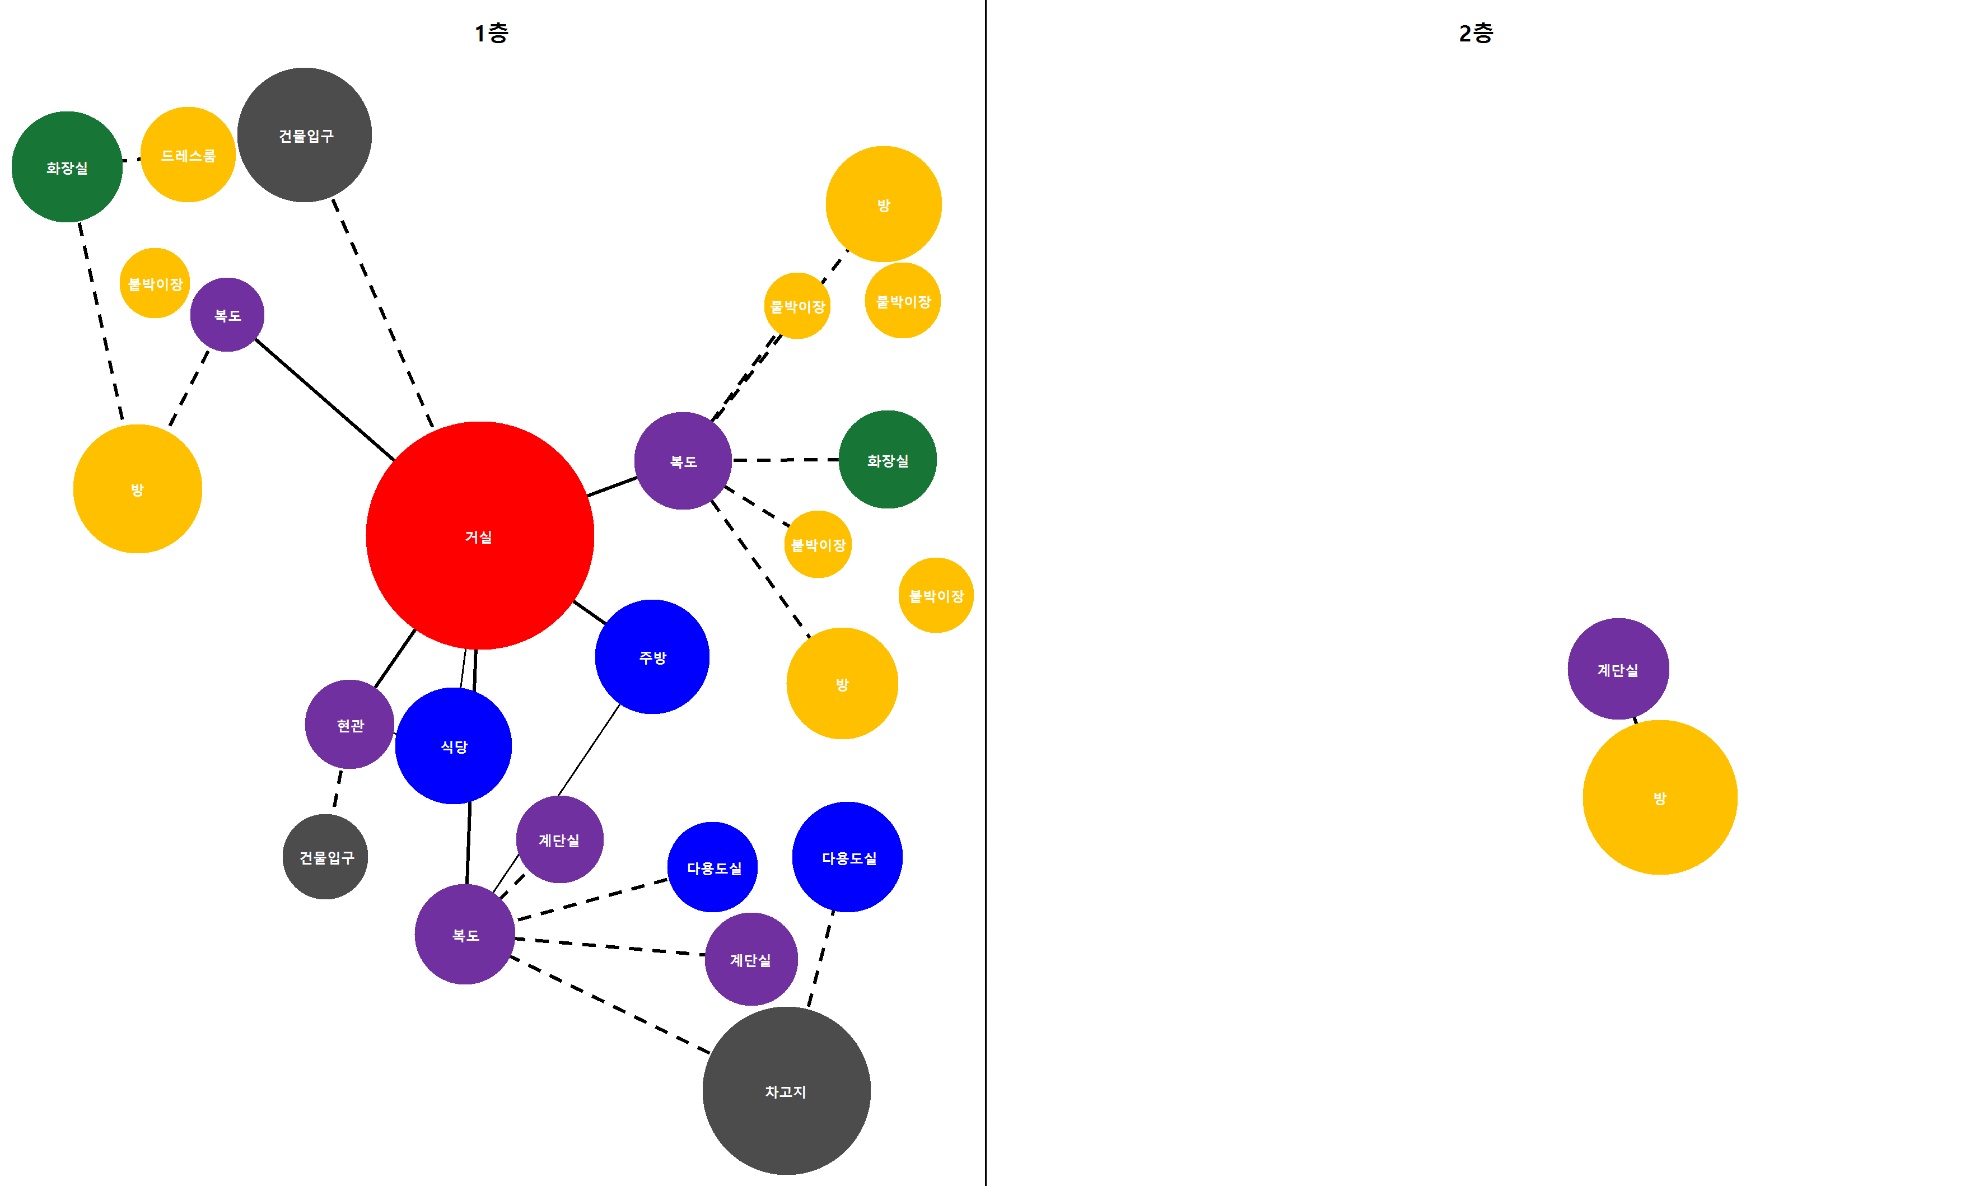 1층
2층
건물입구
화장실
드레스룸
방
붙박이장
붙박이장
붙박이장
복도
복도
화장실
방
거실
붙박이장
붙박이장
주방
방
현관
식당
계단실
계단실
방
건물입구
다용도실
다용도실
복도
계단실
차고지